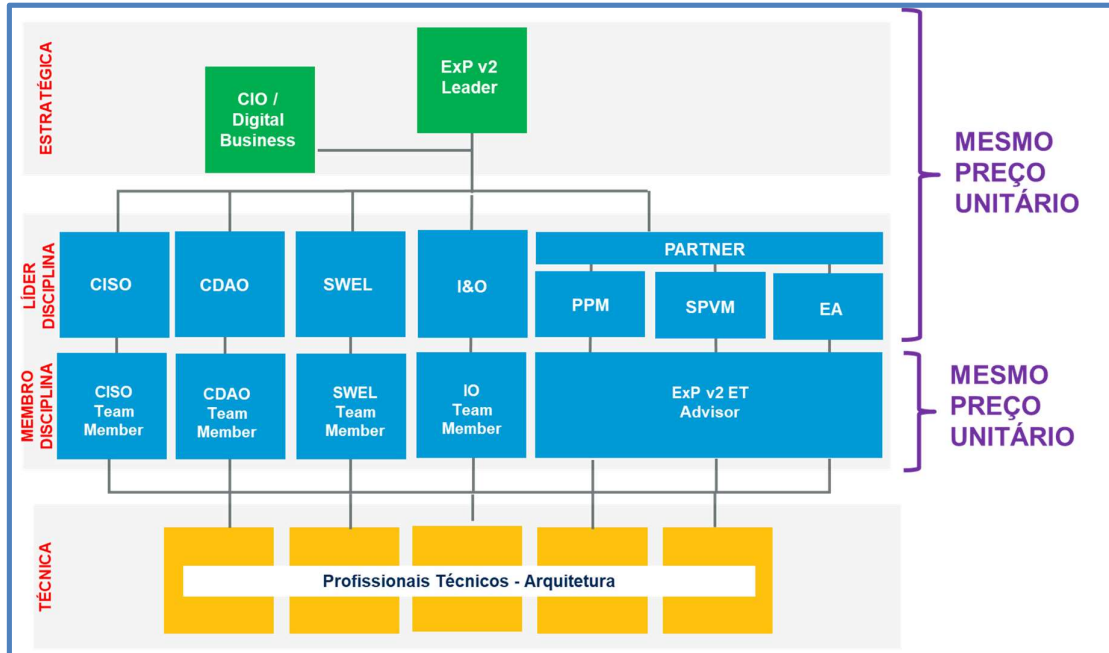 ESTRATÉGICA
CIO /
Digital
Business
ExP v2
Leader
MESMO
PREÇO
UNITÁRIO
LÍDER
DISCIPLINA
CISO
CDAO
SWEL
I&O
PARTNER
PPM
SPVM
EA
MEMBRO
DISCIPLINA
CISO
Team
Member
CDAO
Team
Member
SWEL
Team
Member
IO
Team
Member
ExP v2 ET
Advisor
MESMO
PREÇO
UNITÁRIO
TÉCNICA
Profissionais Técnicos - Arquitetura